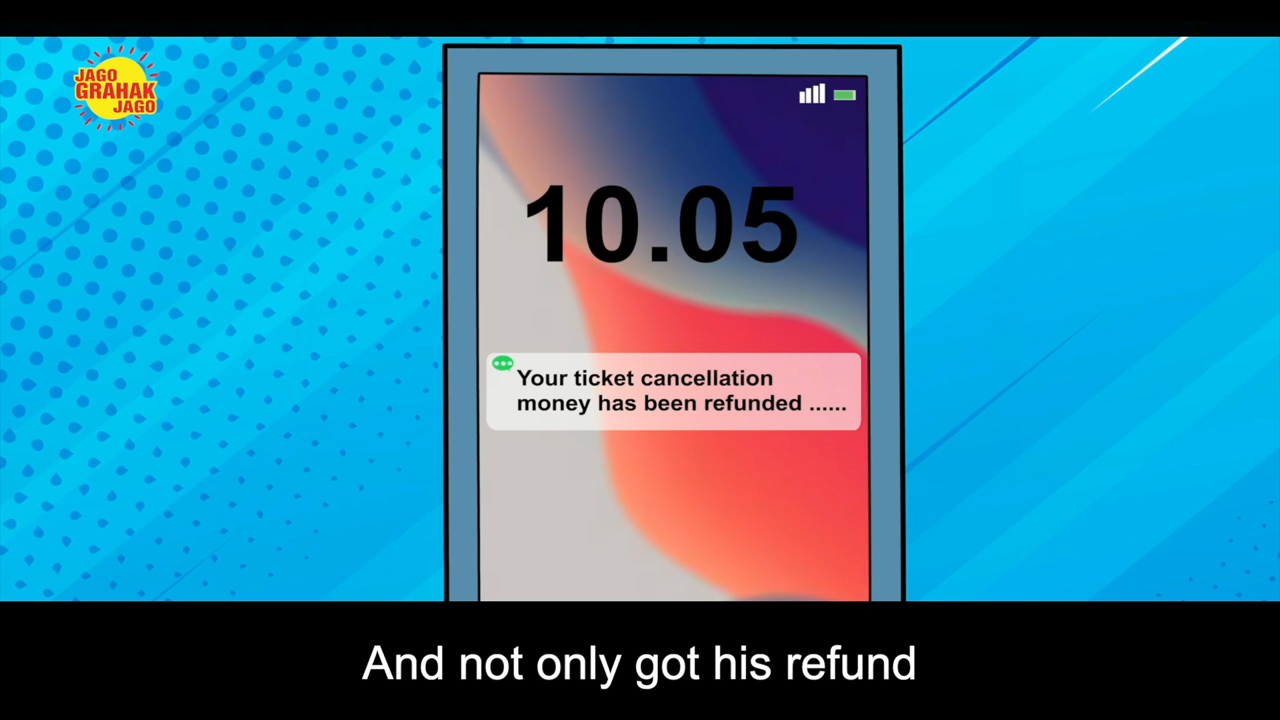 JAGO
GRAHAK
JAGO
10.05
Your ticket cancellation
money has been refunded ......
And not only got his refund